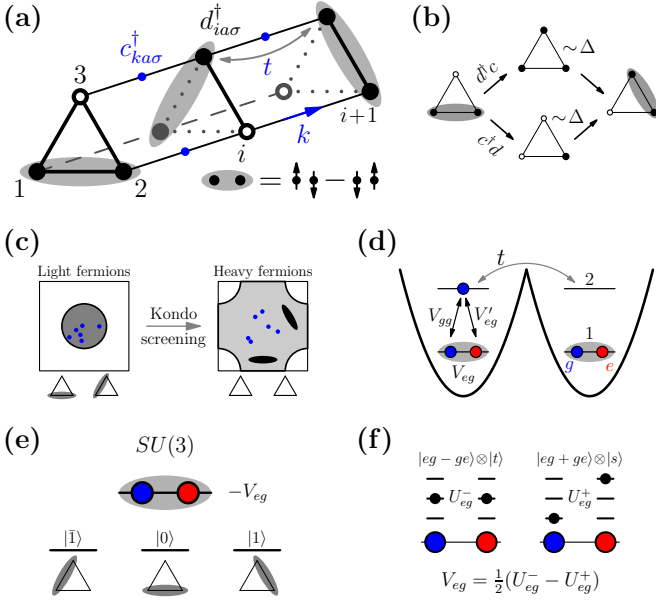 (a)
c†kaσ
d†iaσ
t
3
k
i
i+1
1
2
= −
(b)
d†c
∼Δ
c†d
∼Δ
(c)
Light fermions
Heavy fermions
Kondo
screening
(d)
t
2
Vgg
V′eg
1
Veg
g
e
(e)
SU(3)
−Veg
|1̄⟩
|0⟩
|1⟩
(f)
|eg − ge⟩⊗|t⟩
|eg + ge⟩⊗|s⟩
U−eg
U+eg
Veg = ½(U−eg − U+eg)